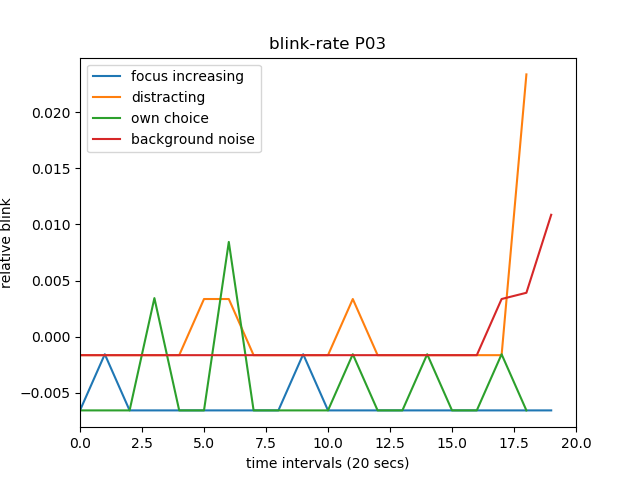 blink-rate P03
focus increasing
distracting
own choice
background noise
relative blink
0.020
0.015
0.010
0.005
0.000
−0.005
0.0 2.5 5.0 7.5 10.0 12.5 15.0 17.5 20.0
time intervals (20 secs)